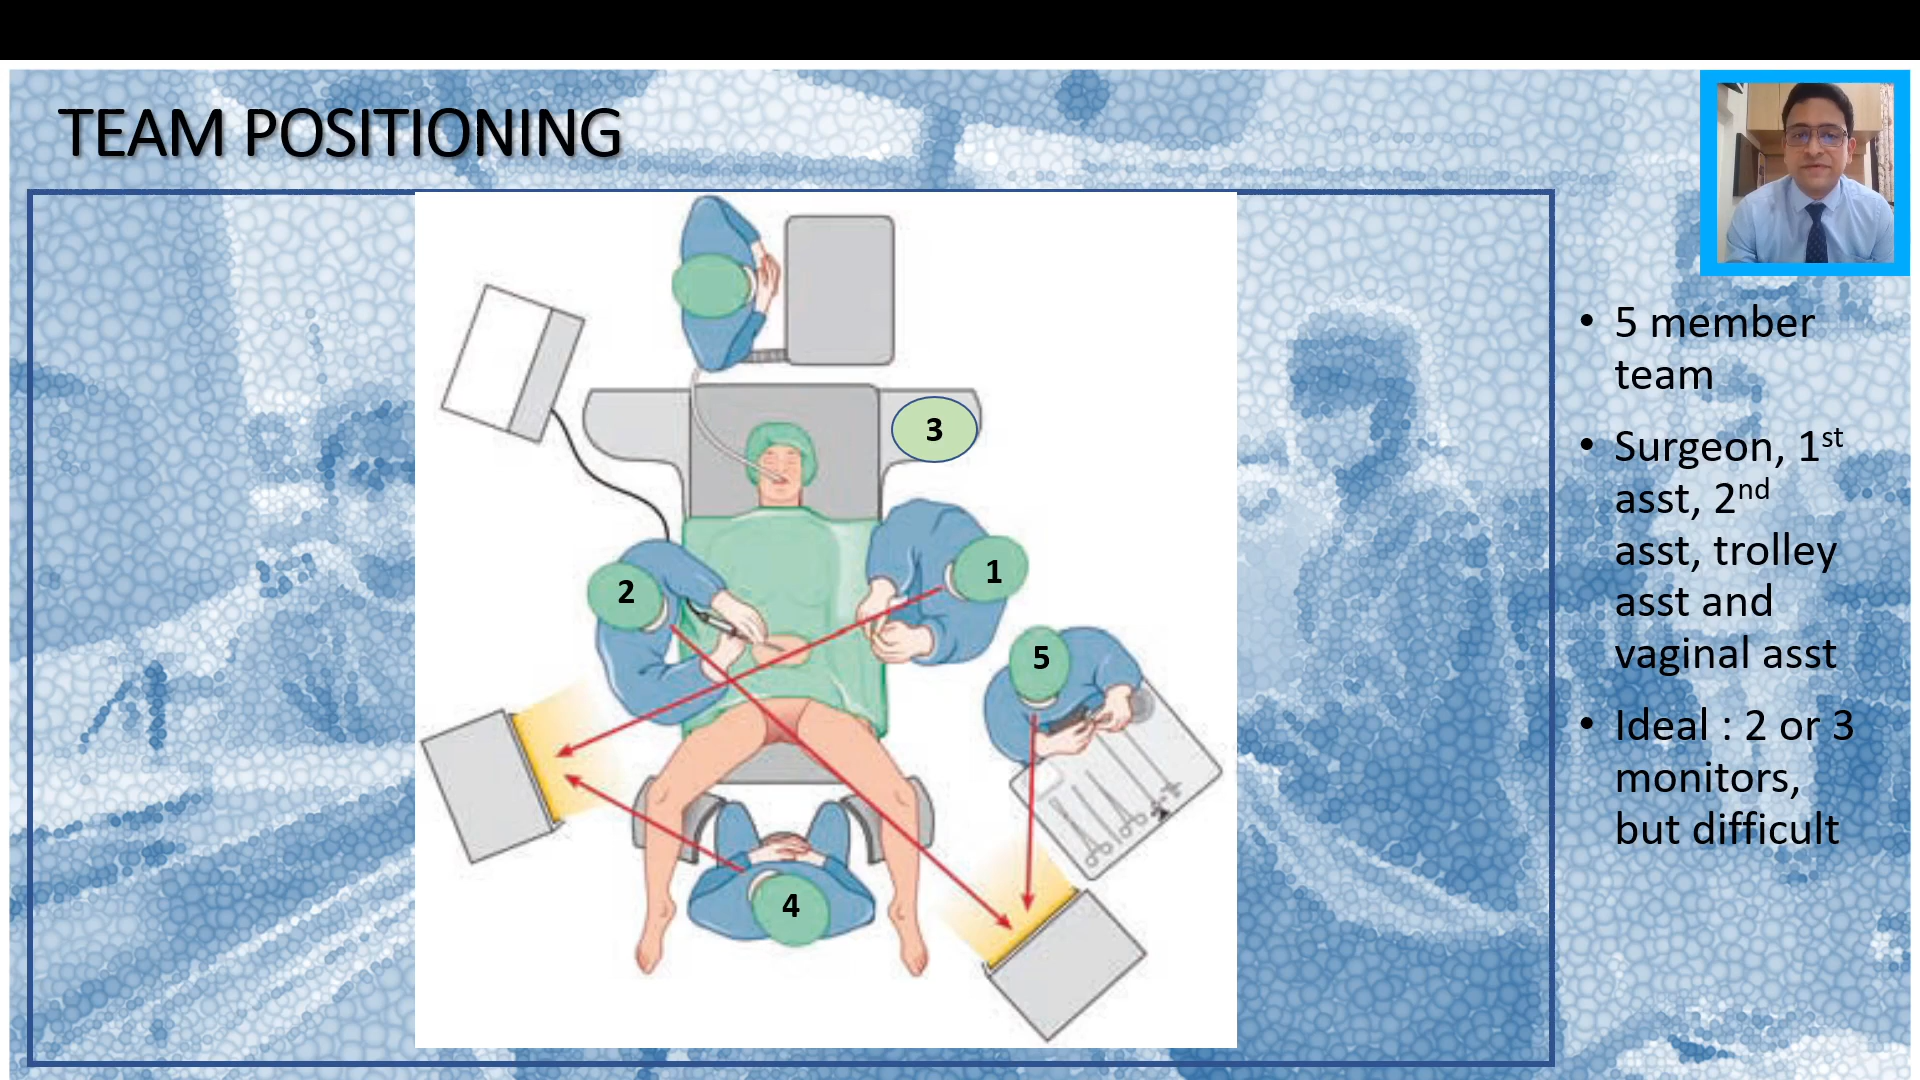 TEAM POSITIONING
3
1
2
5
4
• 5 member
team
• Surgeon, 1st
asst, 2nd
asst, trolley
asst and
vaginal asst
• Ideal : 2 or 3
monitors,
but difficult